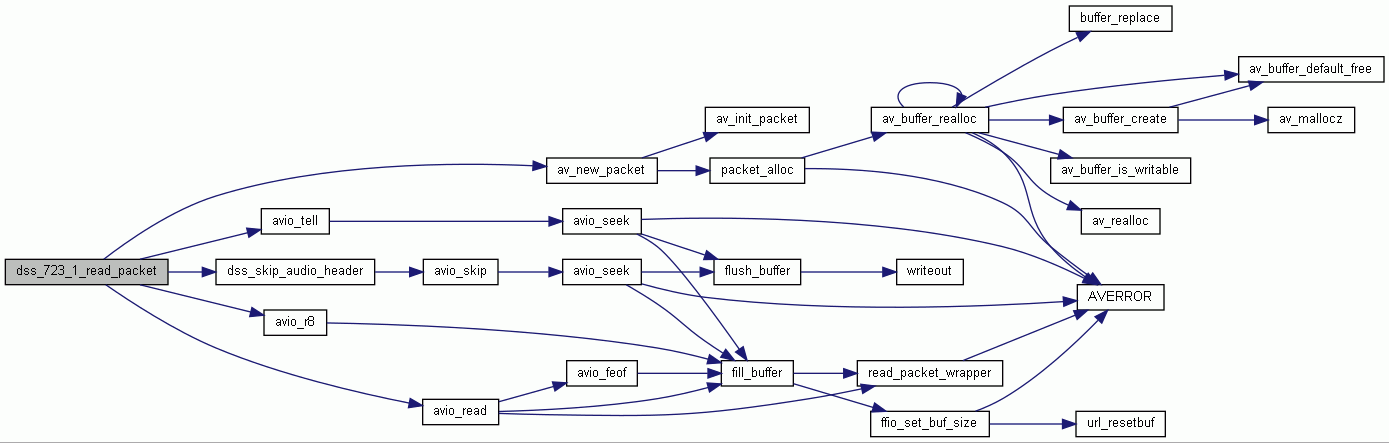 buffer_replace
av_buffer_default_free
av_init_packet
av_buffer_realloc
av_buffer_create
av_mallocz
av_new_packet
packet_alloc
av_buffer_is_writable
avio_tell
avio_seek
av_realloc
dss_723_1_read_packet
dss_skip_audio_header
avio_skip
avio_seek
flush_buffer
writeout
AVERROR
avio_r8
avio_feof
fill_buffer
read_packet_wrapper
avio_read
ffio_set_buf_size
url_resetbuf